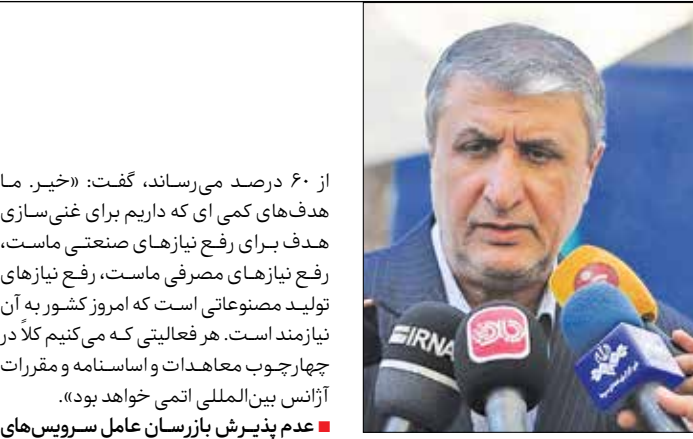 از ۶۰ درصد می‌رساند، گفت: «خیر. ما
هدف‌های کمی ای که داریم برای غنی‌سازی
هدف برای رفع نیازهای صنعتی ماست،
رفع نیازهای مصرفی ماست، رفع نیازهای
تولید مصنوعاتی است که امروز کشور به آن
نیازمند است. هر فعالیتی که می‌کنیم کلاً در
چهارچوب معاهدات و اساسنامه و مقررات
آژانس بین‌المللی اتمی خواهد بود».
■ عدم پذیرش بازرسان عامل سرویس‌های
IRNA